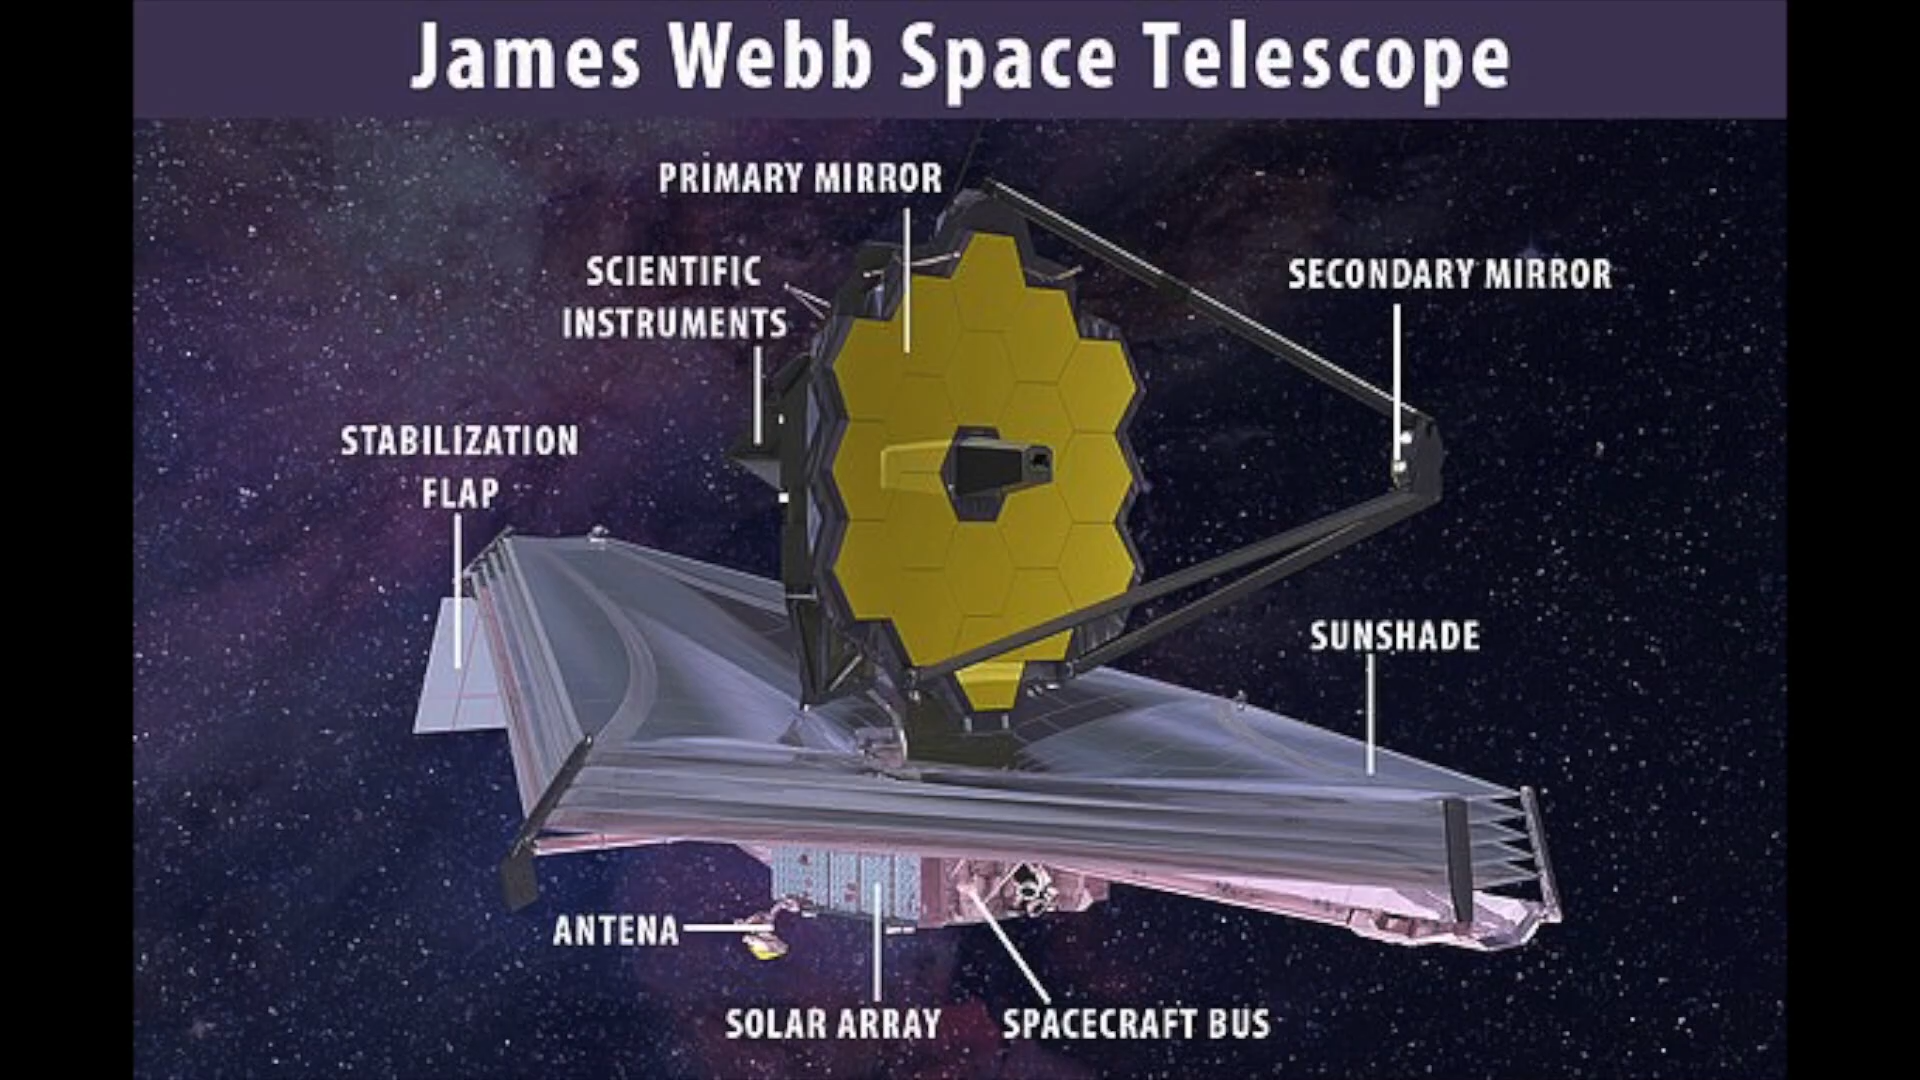 James Webb Space Telescope
PRIMARY MIRROR
SCIENTIFIC
INSTRUMENTS
SECONDARY MIRROR
STABILIZATION
FLAP
SUNSHADE
ANTENA
SOLAR ARRAY
SPACECRAFT BUS